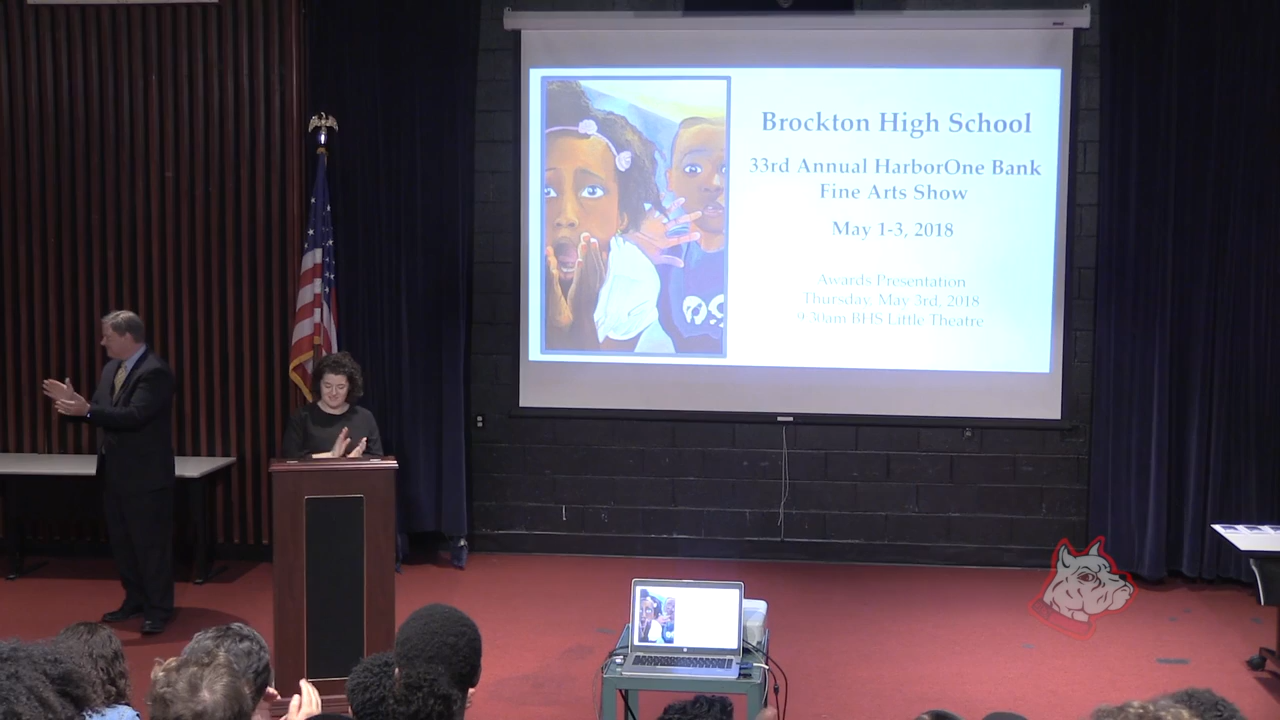 Brockton High School
33rd Annual HarborOne Bank
Fine Arts Show
May 1-3, 2018
Awards Presentation
Thursday, May 3rd, 2018
9:30am BHS Little Theatre